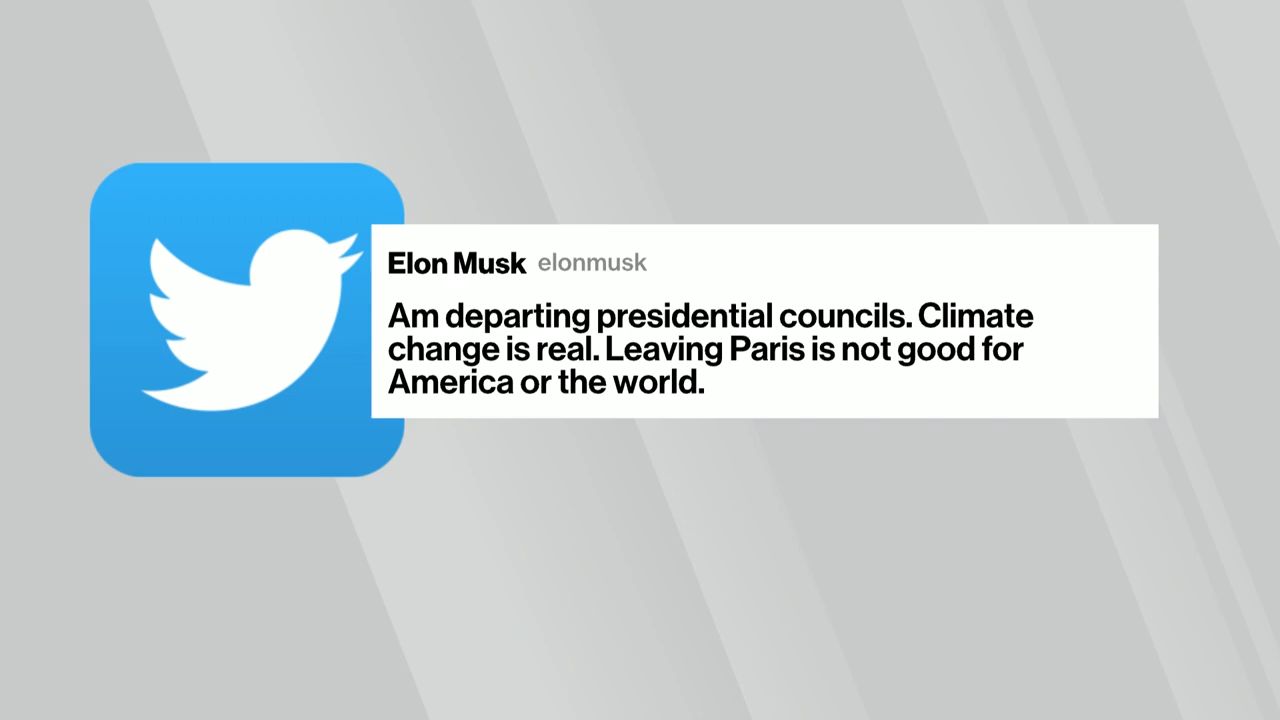 Elon Musk elonmusk
Am departing presidential councils. Climate
change is real. Leaving Paris is not good for
America or the world.